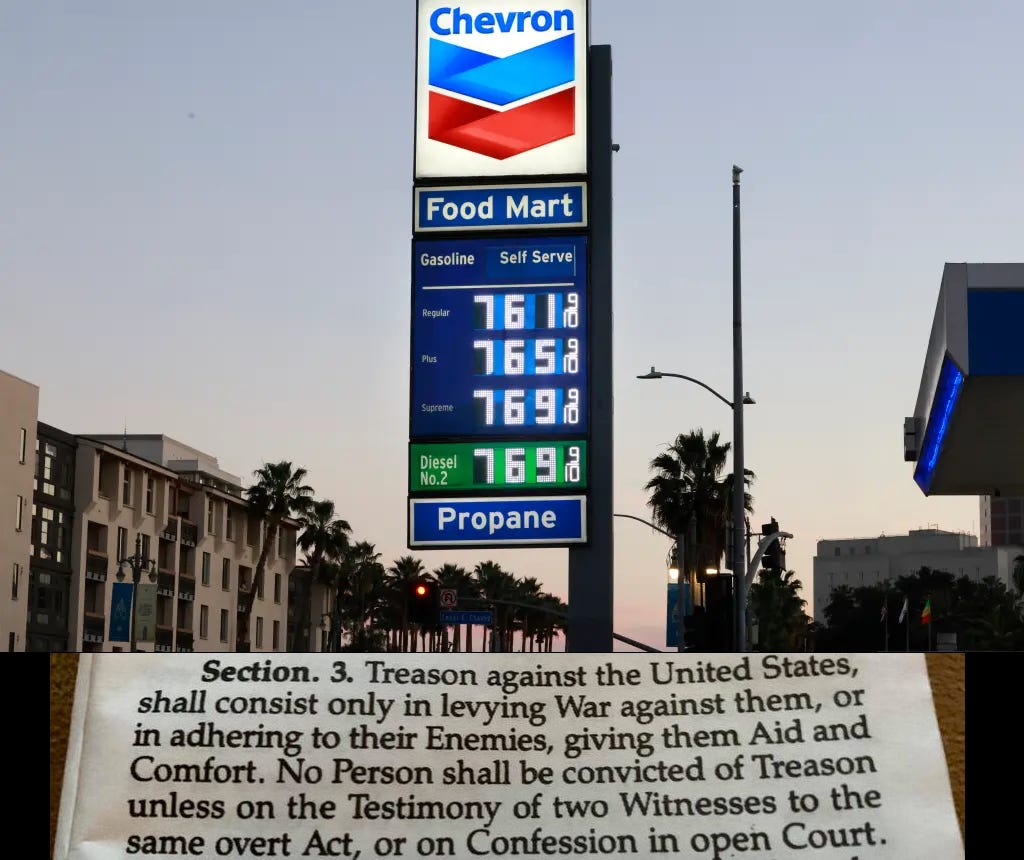 Chevron
Food Mart
Gasoline Self Serve
Regular 761 9/10
Plus 765 9/10
Supreme 769 9/10
Diesel No.2 769 9/10
Propane
Section. 3. Treason against the United States,
shall consist only in levying War against them, or
in adhering to their Enemies, giving them Aid and
Comfort. No Person shall be convicted of Treason
unless on the Testimony of two Witnesses to the
same overt Act, or on Confession in open Court.